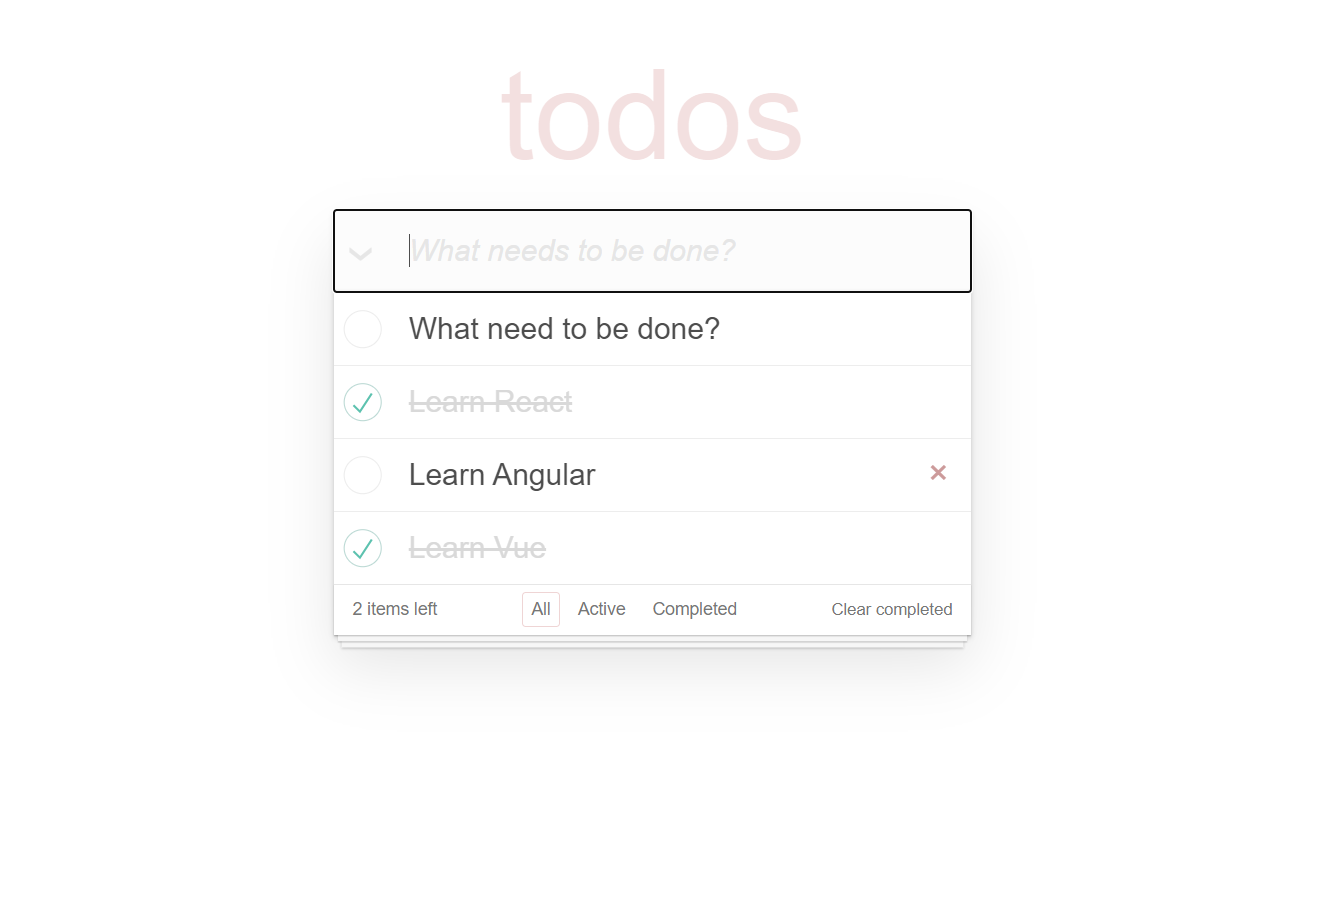 todos
What needs to be done?
What need to be done?
Learn React
Learn Angular
Learn Vue
2 items left All Active Completed Clear completed